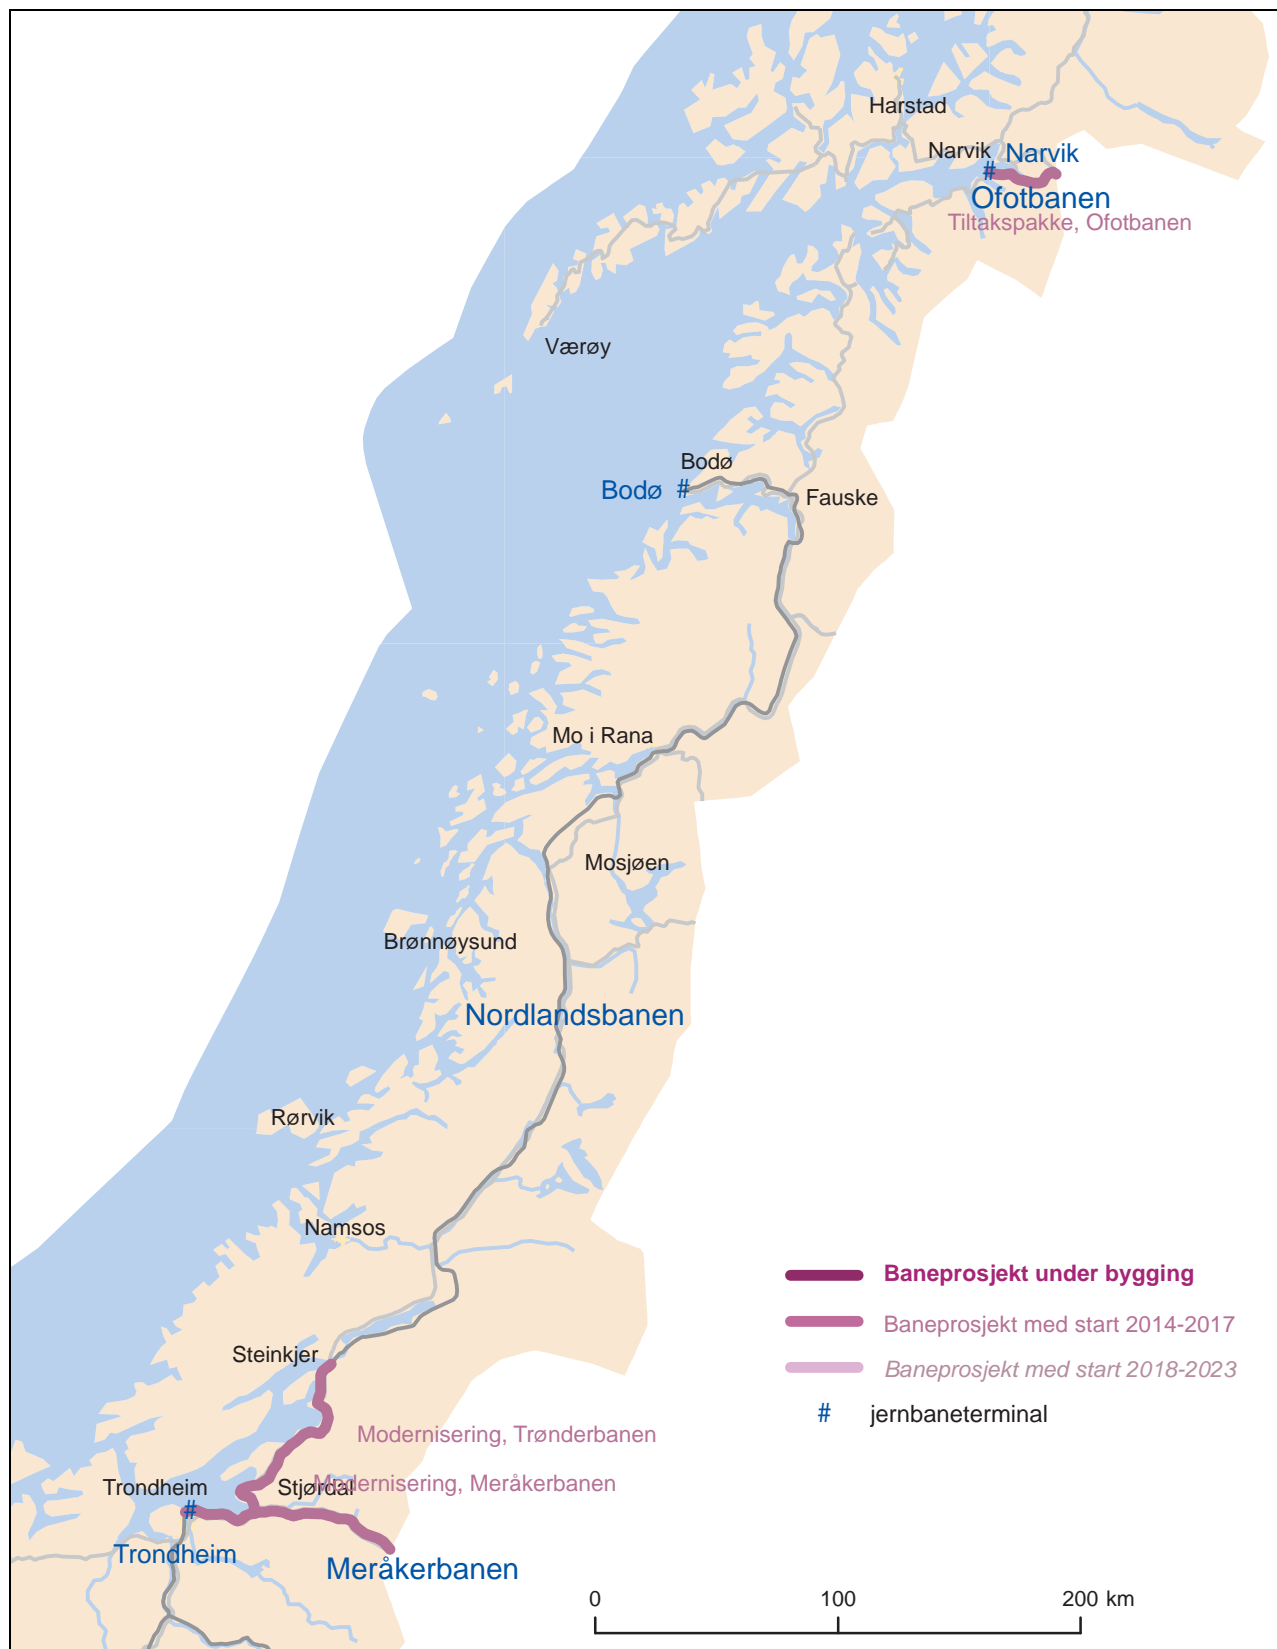 Harstad
Narvik
Narvik
Ofotbanen
Tiltakspakke, Ofotbanen
Værøy
Bodø
Bodø #
Fauske
Mo i Rana
Mosjøen
Brønnøysund
Nordlandsbanen
Rørvik
Namsos
Baneprosjekt under bygging
Baneprosjekt med start 2014-2017
Steinkjer
Baneprosjekt med start 2018-2023
# jernbaneterminal
Modernisering, Trønderbanen
Trondheim
Stjørdal
Modernisering, Meråkerbanen
#
Trondheim
Meråkerbanen
0 100 200 km
#